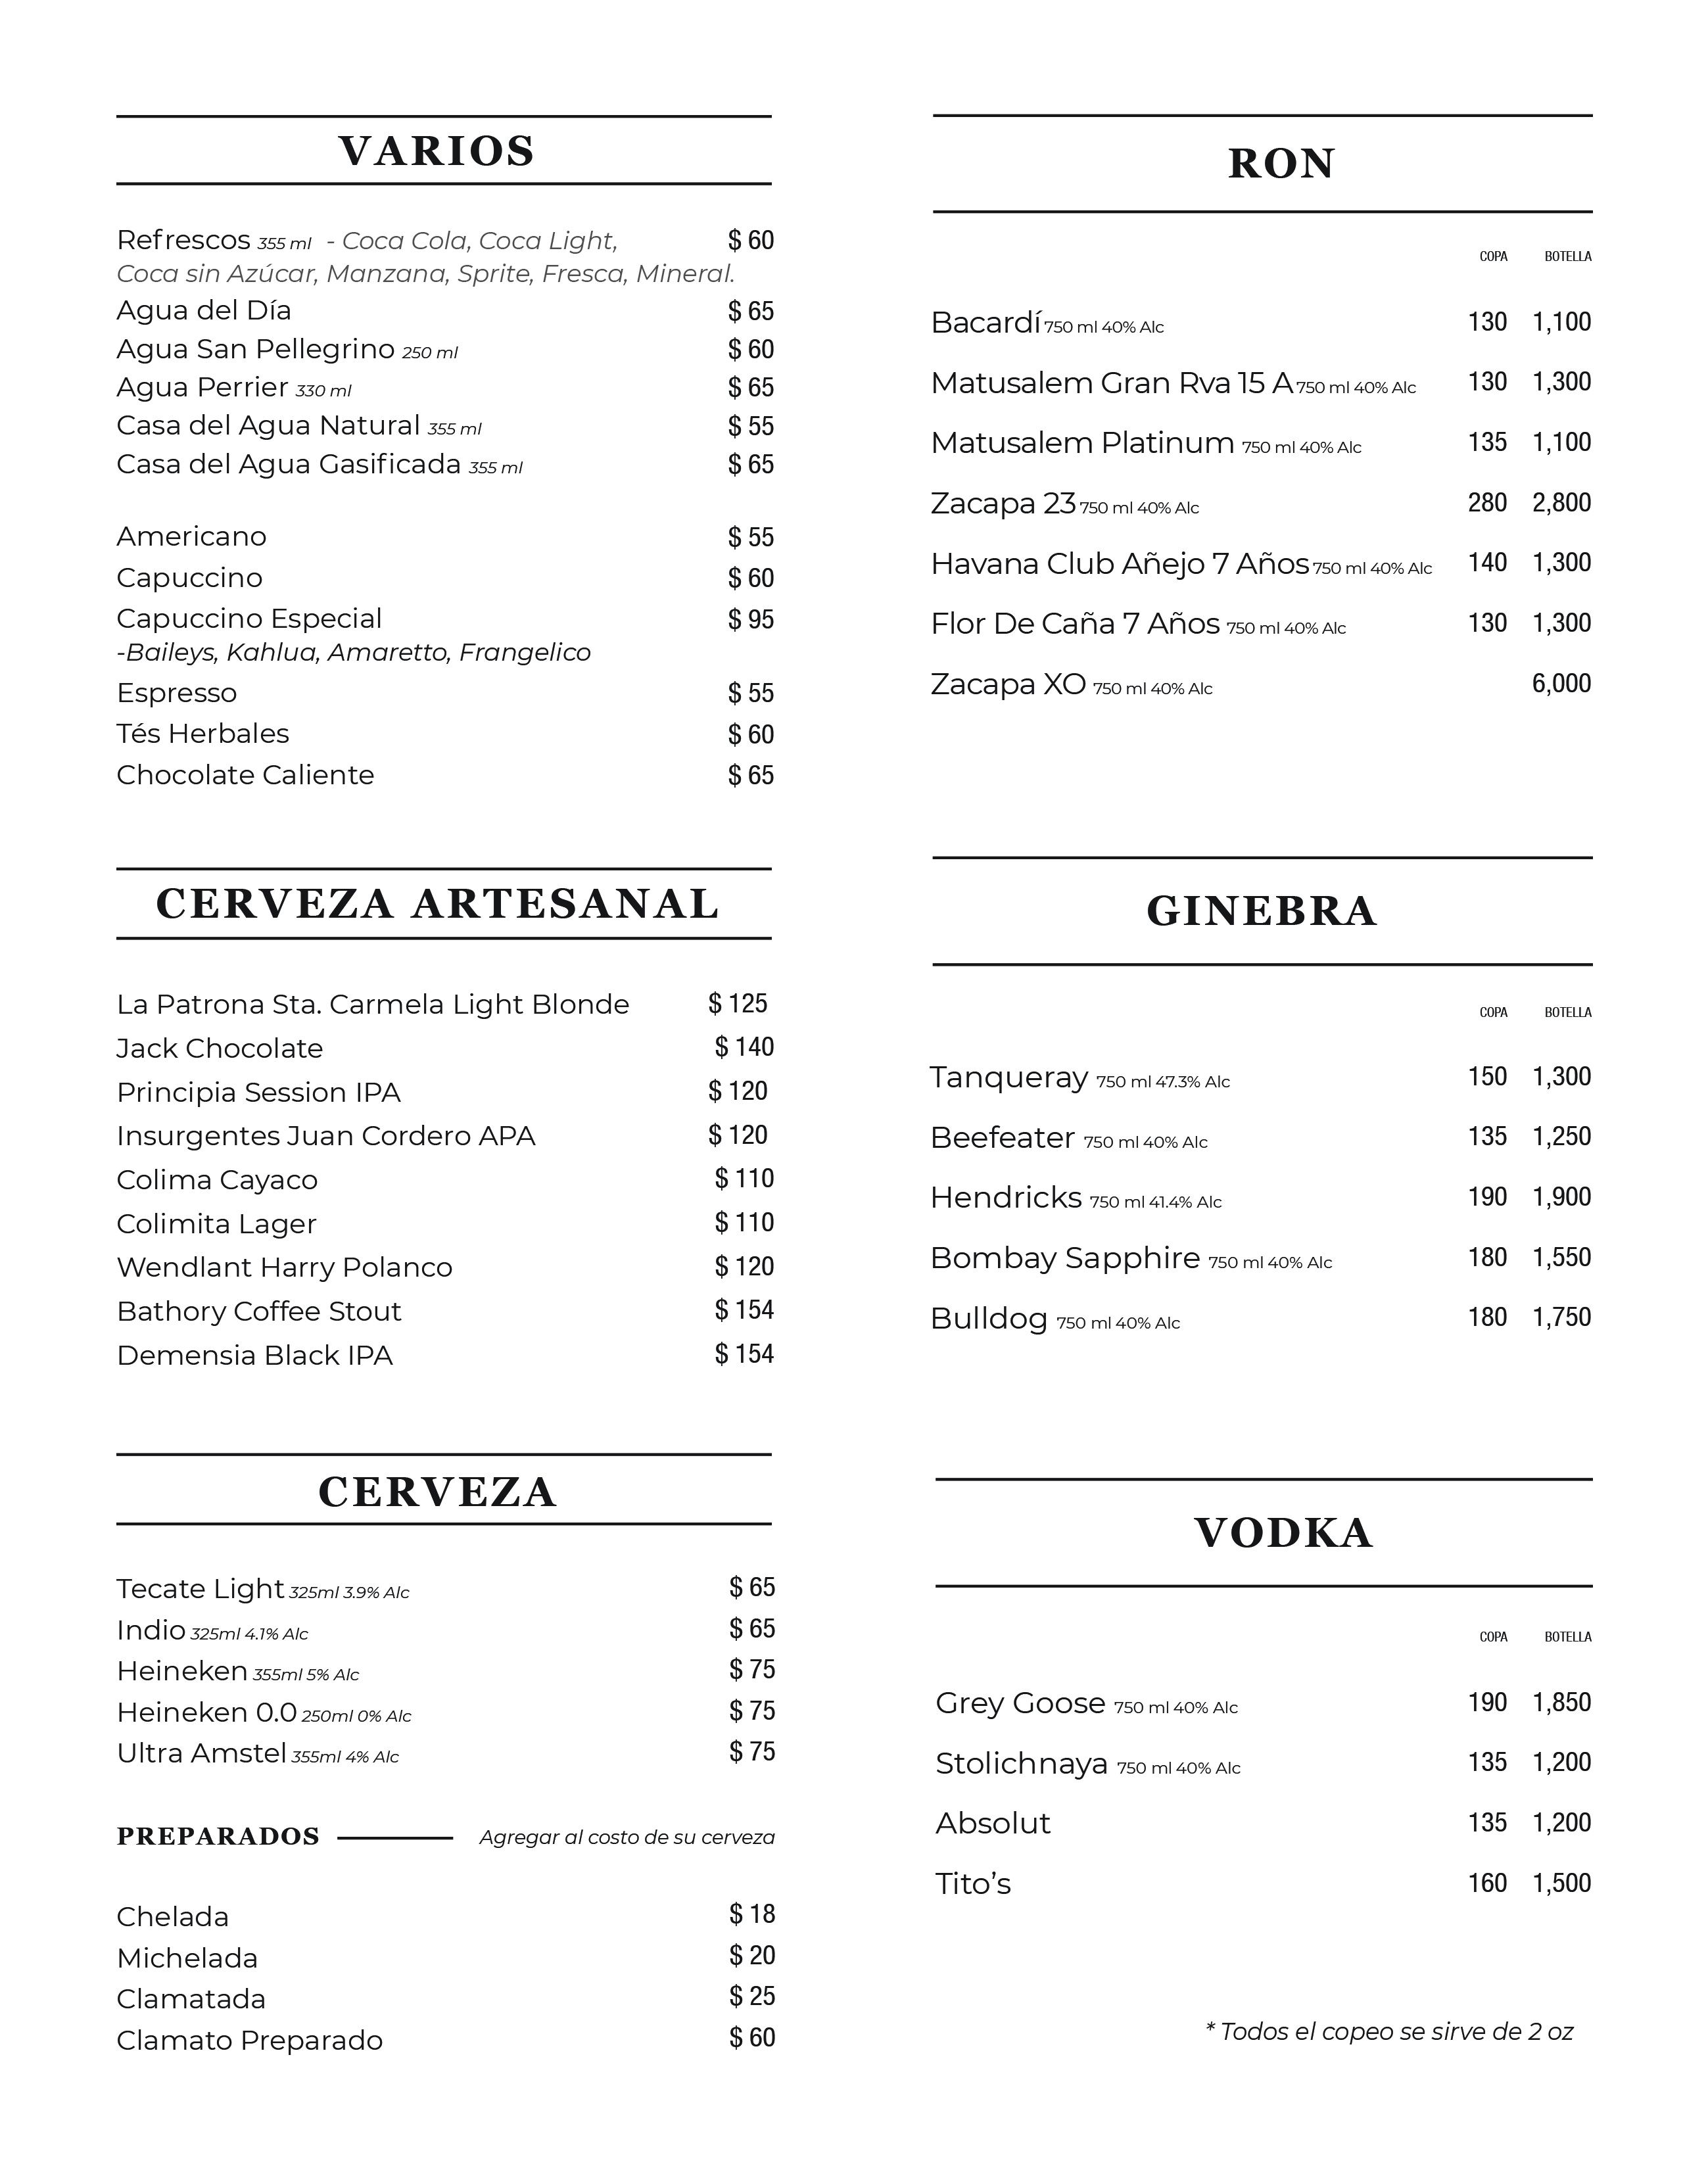 VARIOS
Refrescos 355 ml - Coca Cola, Coca Light, $ 60
Coca sin Azúcar, Manzana, Sprite, Fresca, Mineral.
Agua del Día $ 65
Agua San Pellegrino 250 ml $ 60
Agua Perrier 330 ml $ 65
Casa del Agua Natural 355 ml $ 55
Casa del Agua Gasificada 355 ml $ 65
Americano $ 55
Capuccino $ 60
Capuccino Especial $ 95
-Baileys, Kahlua, Amaretto, Frangelico
Espresso $ 55
Tés Herbales $ 60
Chocolate Caliente $ 65
CERVEZA ARTESANAL
La Patrona Sta. Carmela Light Blonde $ 125
Jack Chocolate $ 140
Principia Session IPA $ 120
Insurgentes Juan Cordero APA $ 120
Colima Cayaco $ 110
Colimita Lager $ 110
Wendlant Harry Polanco $ 120
Bathory Coffee Stout $ 154
Demensia Black IPA $ 154
CERVEZA
Tecate Light 325ml 3.9% Alc $ 65
Indio 325ml 4.1% Alc $ 65
Heineken 355ml 5% Alc $ 75
Heineken 0.0 250ml 0% Alc $ 75
Ultra Amstel 355ml 4% Alc $ 75
PREPARADOS Agregar al costo de su cerveza
Chelada $ 18
Michelada $ 20
Clamatada $ 25
Clamato Preparado $ 60
RON
COPA BOTELLA
Bacardí 750 ml 40% Alc 130 1,100
Matusalem Gran Rva 15 A 750 ml 40% Alc 130 1,300
Matusalem Platinum 750 ml 40% Alc 135 1,100
Zacapa 23 750 ml 40% Alc 280 2,800
Havana Club Añejo 7 Años 750 ml 40% Alc 140 1,300
Flor De Caña 7 Años 750 ml 40% Alc 130 1,300
Zacapa XO 750 ml 40% Alc 6,000
GINEBRA
COPA BOTELLA
Tanqueray 750 ml 47.3% Alc 150 1,300
Beefeater 750 ml 40% Alc 135 1,250
Hendricks 750 ml 41.4% Alc 190 1,900
Bombay Sapphire 750 ml 40% Alc 180 1,550
Bulldog 750 ml 40% Alc 180 1,750
VODKA
COPA BOTELLA
Grey Goose 750 ml 40% Alc 190 1,850
Stolichnaya 750 ml 40% Alc 135 1,200
Absolut 135 1,200
Tito’s 160 1,500
* Todos el copeo se sirve de 2 oz